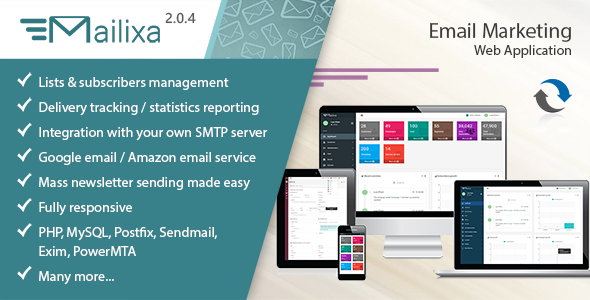 Mailixa 2.0.4
Lists & subscribers management
Delivery tracking / statistics reporting
Integration with your own SMTP server
Google email / Amazon email service
Mass newsletter sending made easy
Fully responsive
PHP, MySQL, Postfix, Sendmail,
Exim, PowerMTA
Many more...
Email Marketing
Web Application